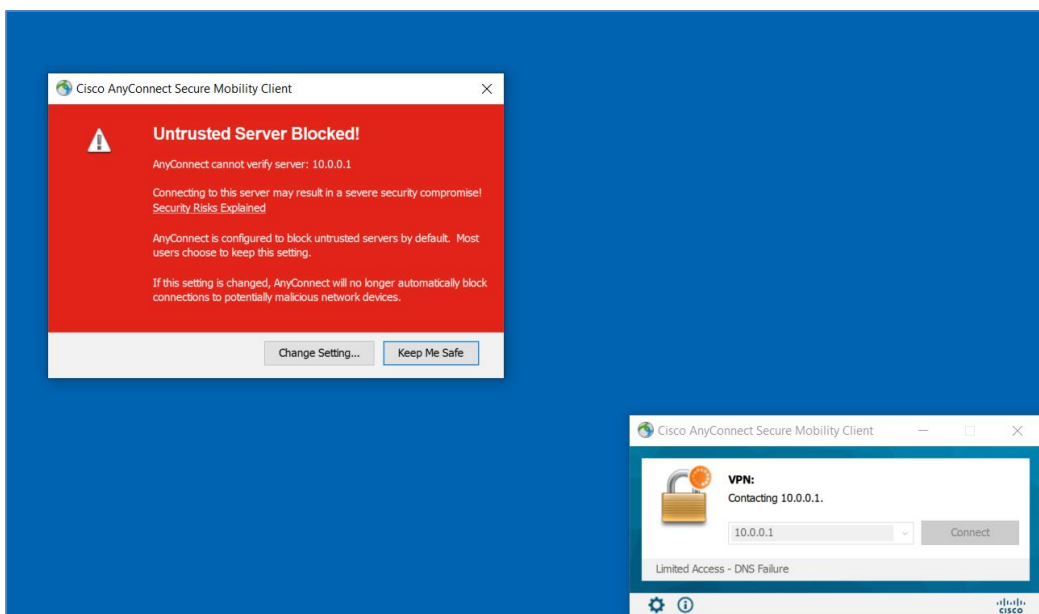 Cisco AnyConnect Secure Mobility Client
Untrusted Server Blocked!
AnyConnect cannot verify server: 10.0.0.1
Connecting to this server may result in a severe security compromise!
Security Risks Explained
AnyConnect is configured to block untrusted servers by default. Most
users choose to keep this setting.
If this setting is changed, AnyConnect will no longer automatically block
connections to potentially malicious network devices.
Change Setting...
Keep Me Safe
Cisco AnyConnect Secure Mobility Client
VPN:
Contacting 10.0.0.1.
10.0.0.1
Connect
Limited Access - DNS Failure
cisco